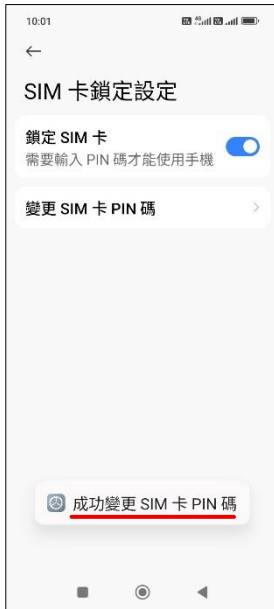 10:01
SIM 卡鎖定設定
鎖定 SIM 卡
需要輸入 PIN 碼才能使用手機
變更 SIM 卡 PIN 碼
成功變更 SIM 卡 PIN 碼